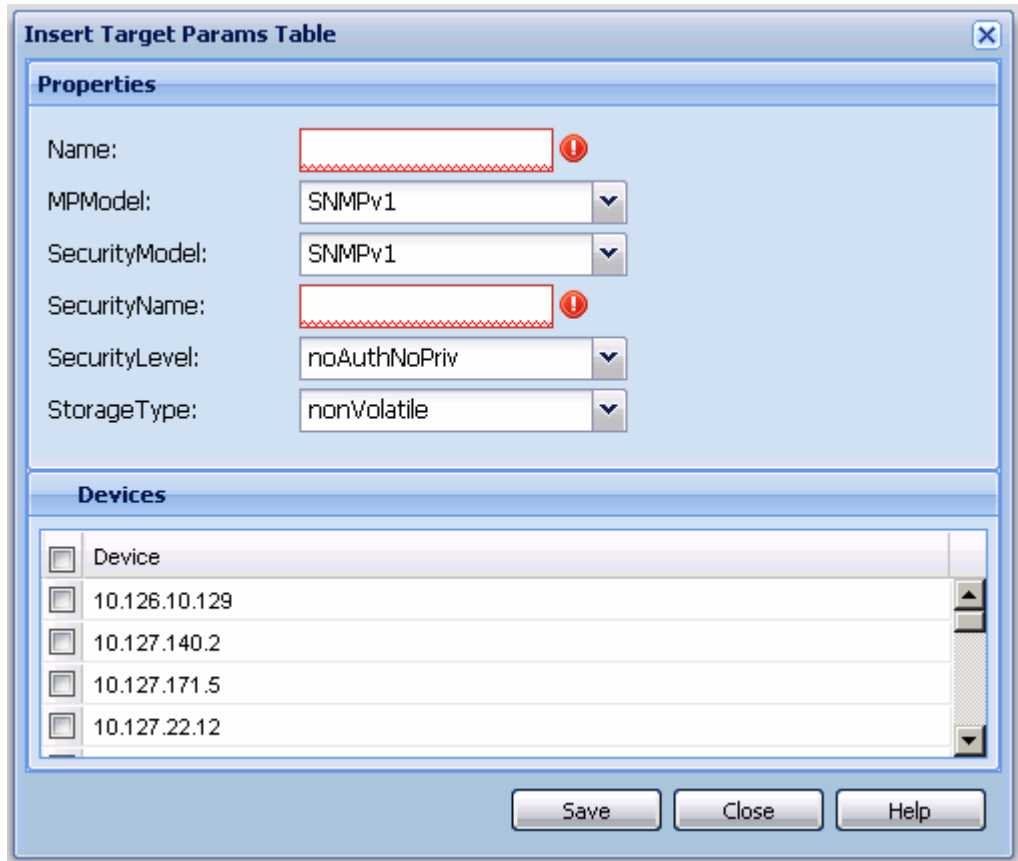 Insert Target Params Table
Properties
Name:
MPModel: SNMPv1
SecurityModel: SNMPv1
SecurityName:
SecurityLevel: noAuthNoPriv
StorageType: nonVolatile
Devices
Device
10.126.10.129
10.127.140.2
10.127.171.5
10.127.22.12
Save Close Help